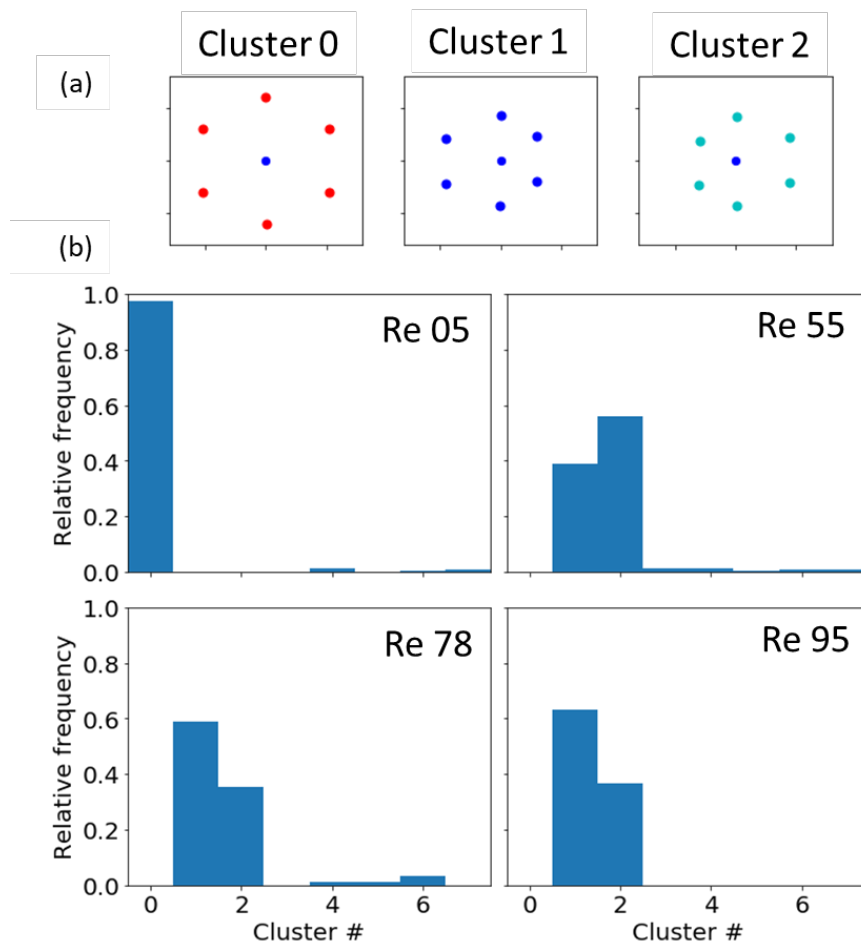 Cluster 0
Cluster 1
Cluster 2
(a)
(b)
1.0
0.8
0.6
0.4
0.2
0.0
Relative frequency
Re 05
Re 55
1.0
0.8
0.6
0.4
0.2
0.0
Relative frequency
Re 78
Re 95
0 2 4 6
0 2 4 6
Cluster #
Cluster #